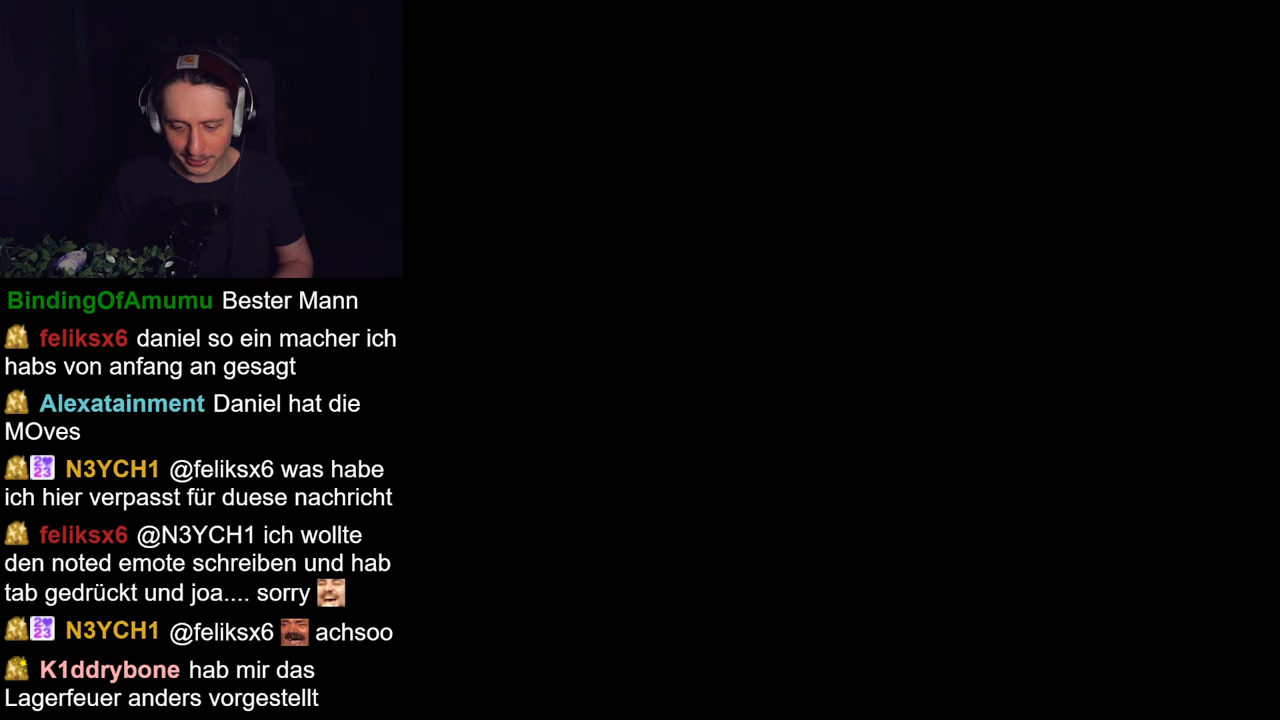 BindingOfAmumu Bester Mann
feliksx6 daniel so ein macher ich
habs von anfang an gesagt
Alexatainment Daniel hat die
MOves
N3YCH1 @feliksx6 was habe
ich hier verpasst für duese nachricht
feliksx6 @N3YCH1 ich wollte
den noted emote schreiben und hab
tab gedrückt und joa.... sorry
N3YCH1 @feliksx6 achsoo
K1ddrybone hab mir das
Lagerfeuer anders vorgestellt